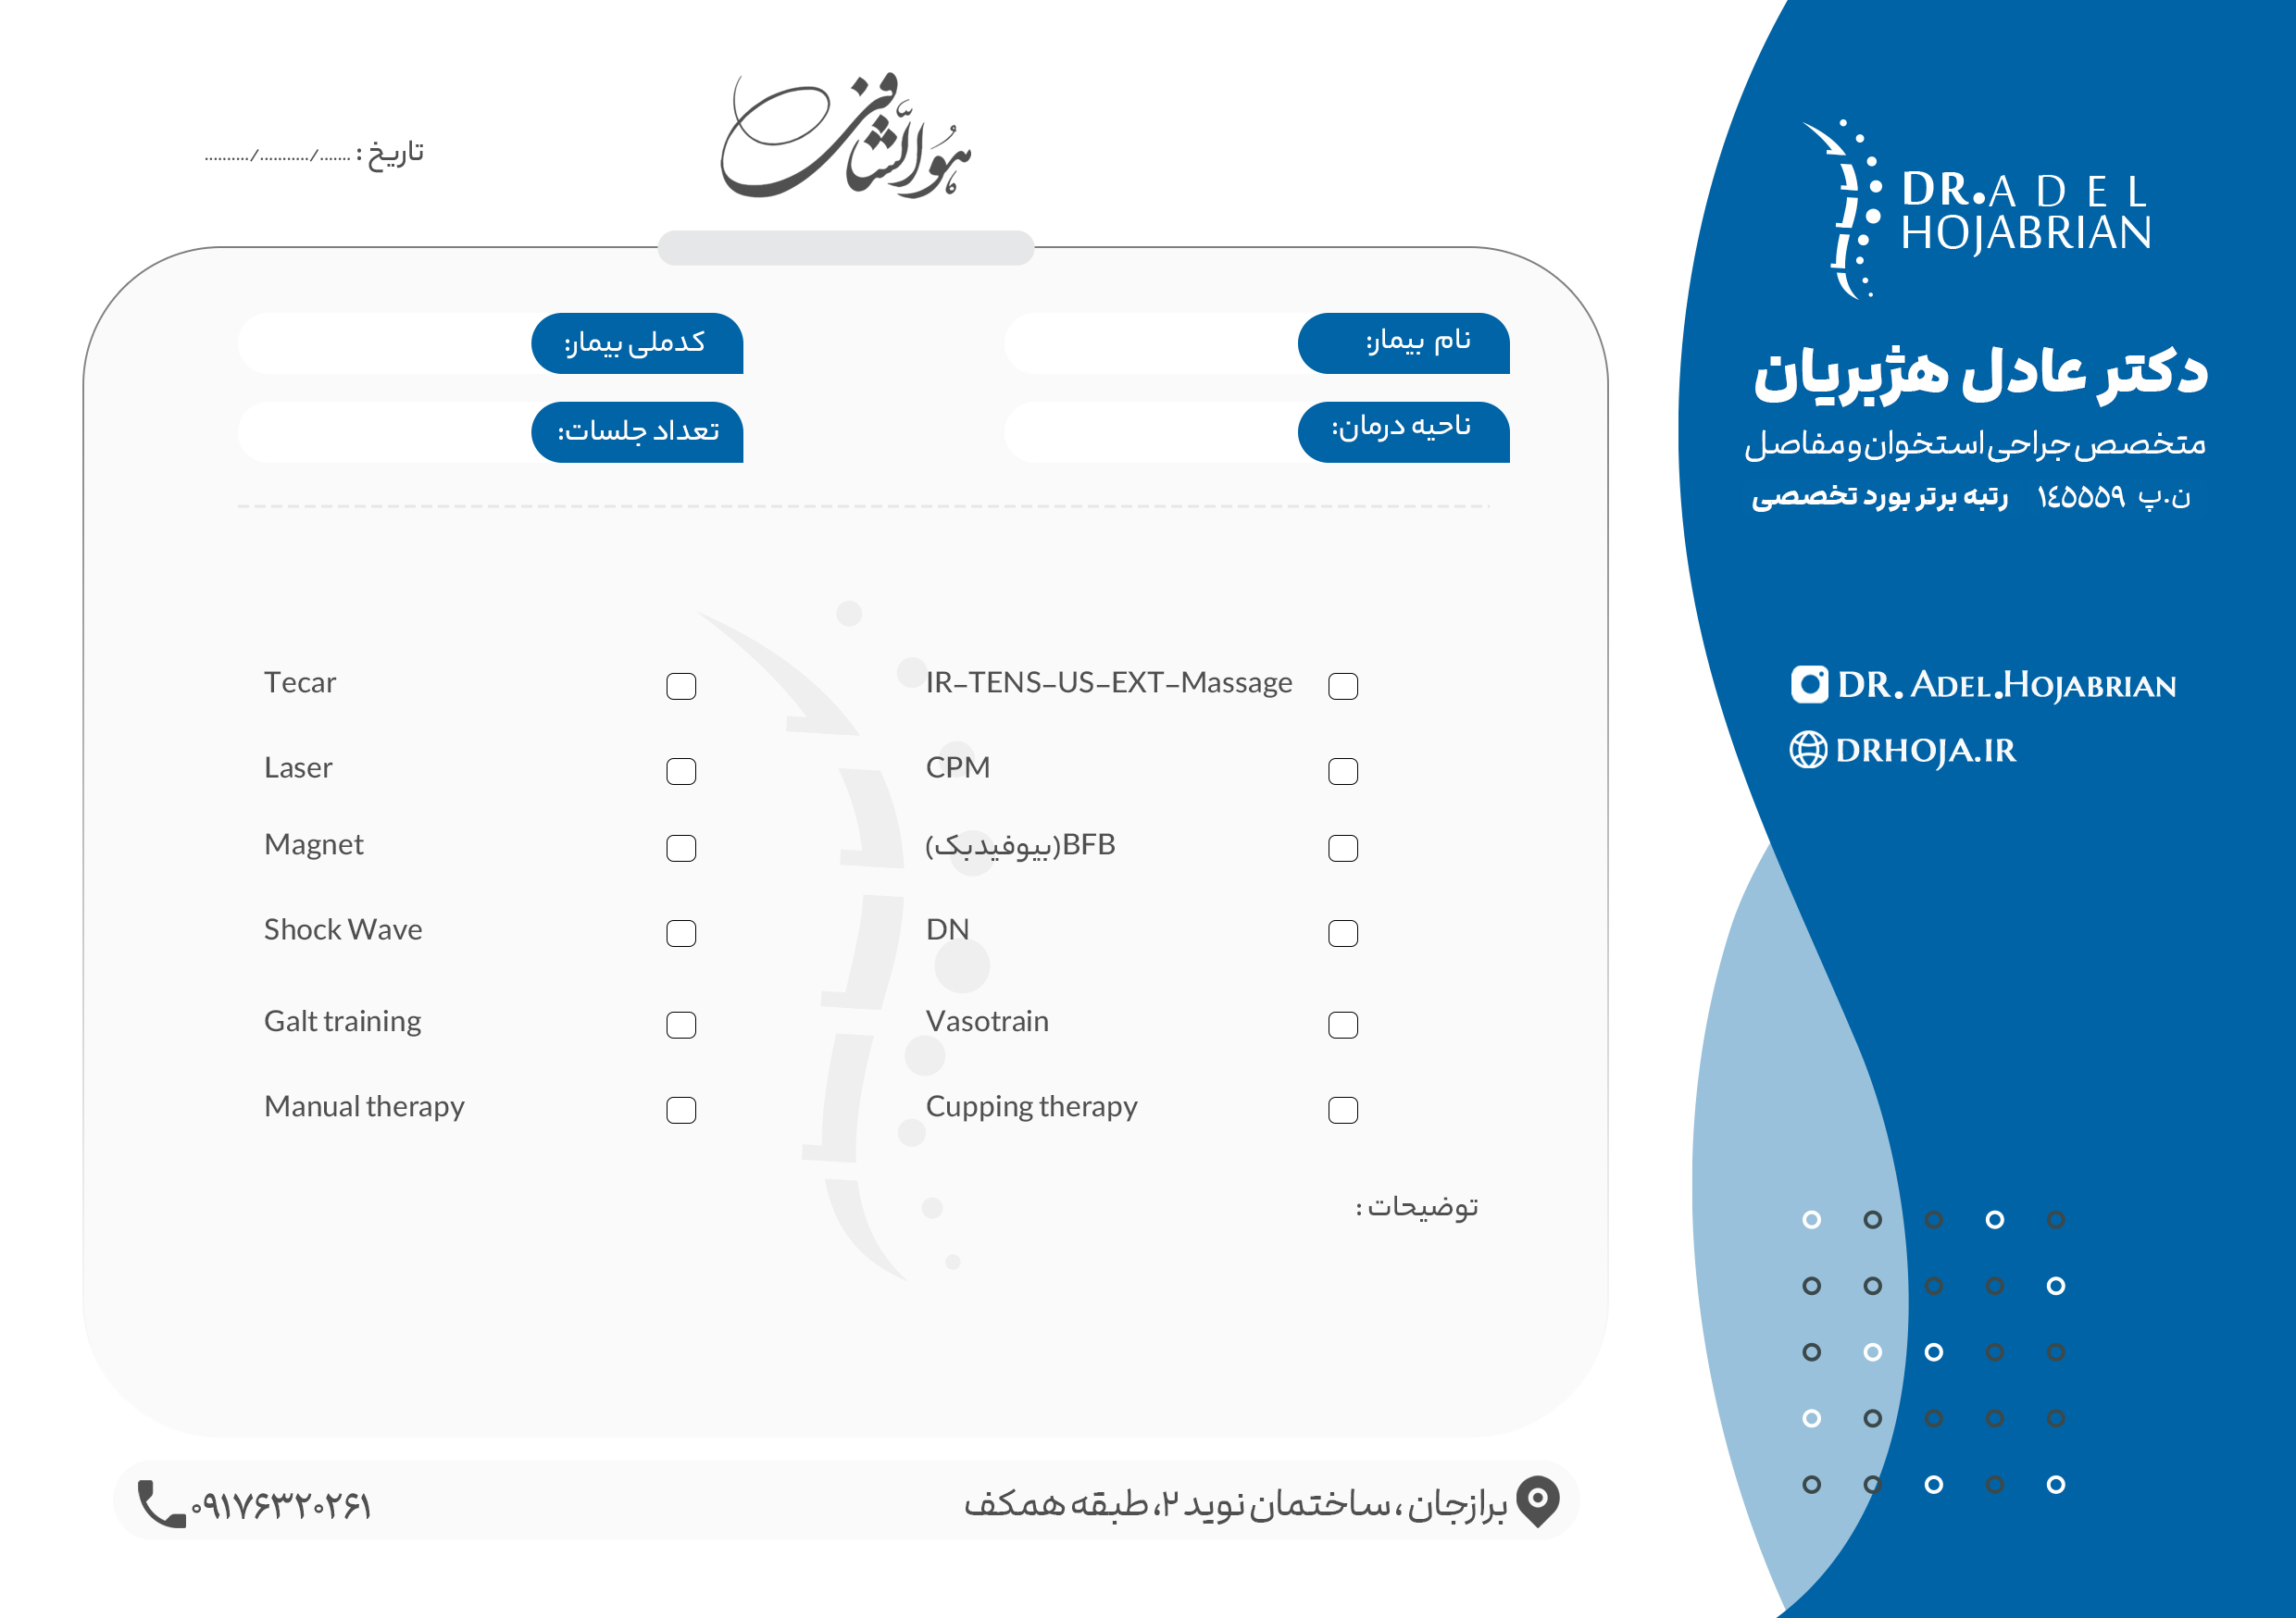 هوالشافی
تاریخ : ......./.........../..........
نام بیمار:
کدملی بیمار:
ناحیه درمان:
تعداد جلسات:
IR-TENS-US-EXT-Massage
Tecar
CPM
Laser
BFB(بیوفیدبک)
Magnet
DN
Shock Wave
Vasotrain
Galt training
Cupping therapy
Manual therapy
توضیحات :
برازجان ، ساختمان نوید ۲، طبقه همکف
۰۹۱۷۶۳۲۰۲۶۱
DR.ADEL
HOJABRIAN
دکتر عادل هژبریان
متخصص جراحی استخوان و مفاصل
ن.پ ١٤٥٥٥٩ رتبه برتر بورد تخصصی
DR. ADEL.HOJABRIAN
DRHOJA.IR